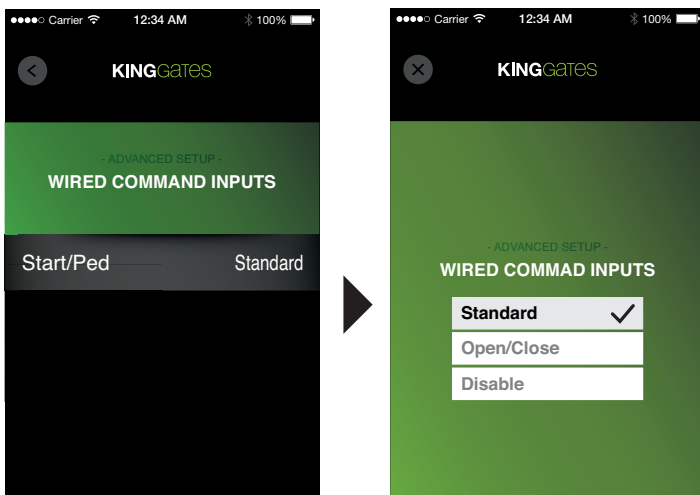 Carrier 12:34 AM 100%
KINGGATES
- ADVANCED SETUP -
WIRED COMMAND INPUTS
Start/Ped Standard
Carrier 12:34 AM 100%
KINGGATES
- ADVANCED SETUP -
WIRED COMMAD INPUTS
Standard
Open/Close
Disable